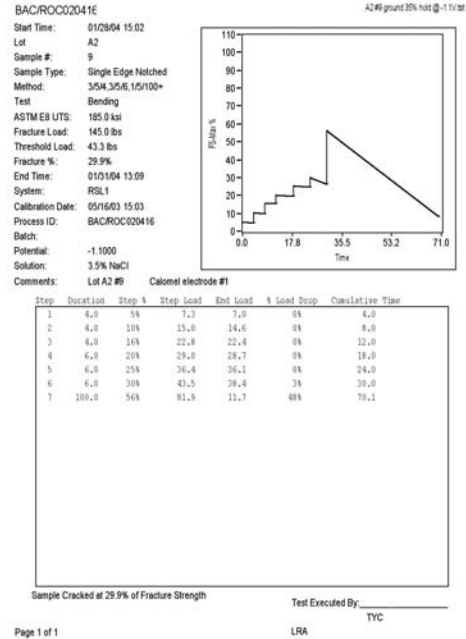 BAC/ROC020416
A2 #9 ground 35% hold @ -1.1V tst
Start Time: 01/28/04 15:02
Lot A2
Sample #: 9
Sample Type: Single Edge Notched
Method: 3/5/4,3/5/6,1/5/100+
Test Bending
ASTM E8 UTS: 185.0 ksi
Fracture Load: 145.0 lbs
Threshold Load: 43.3 lbs
Fracture %: 29.9%
End Time: 01/31/04 13:09
System: RSL1
Calibration Date: 05/16/03 15:03
Process ID: BAC/ROC020416
Batch:
Potential: -1.1000
Solution: 3.5% NaCl
Comments: Lot A2 #9 Calomel electrode #1
110
100
90
80
70
60
50
40
30
20
10
0
FS-Max %
0.0 17.8 35.5 53.2 71.0
Time
Step Duration Step % Step Load End Load % Load Drop Cumulative Time
1 4.0 5% 7.3 7.0 0% 4.0
2 4.0 10% 15.0 14.6 0% 8.0
3 4.0 16% 22.8 22.4 0% 12.0
4 6.0 20% 29.0 28.7 0% 18.0
5 6.0 25% 36.4 36.1 0% 24.0
6 6.0 30% 43.5 38.4 3% 30.0
7 100.0 56% 81.9 11.7 48% 70.1
Sample Cracked at 29.9% of Fracture Strength
Test Executed By:
TYC
Page 1 of 1
LRA